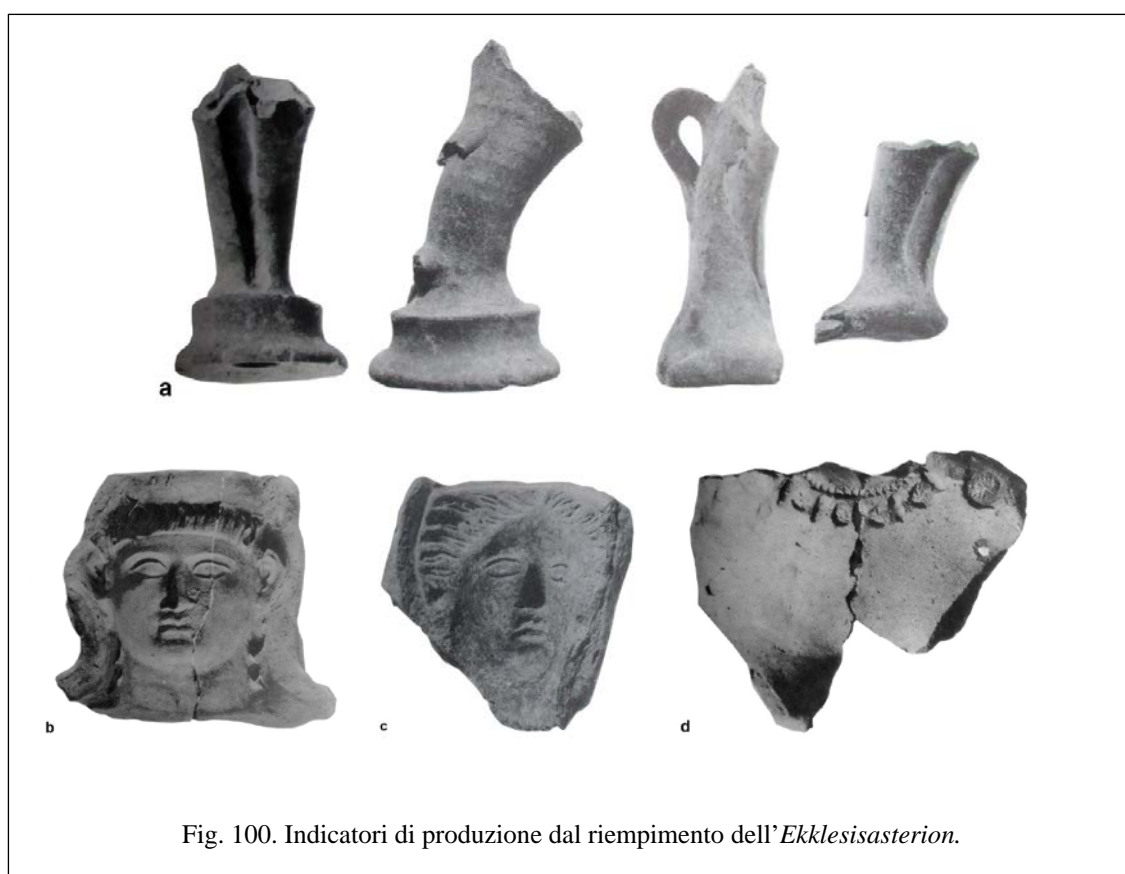 a
b
c
d
Fig. 100. Indicatori di produzione dal riempimento dell’Ekklesisasterion.